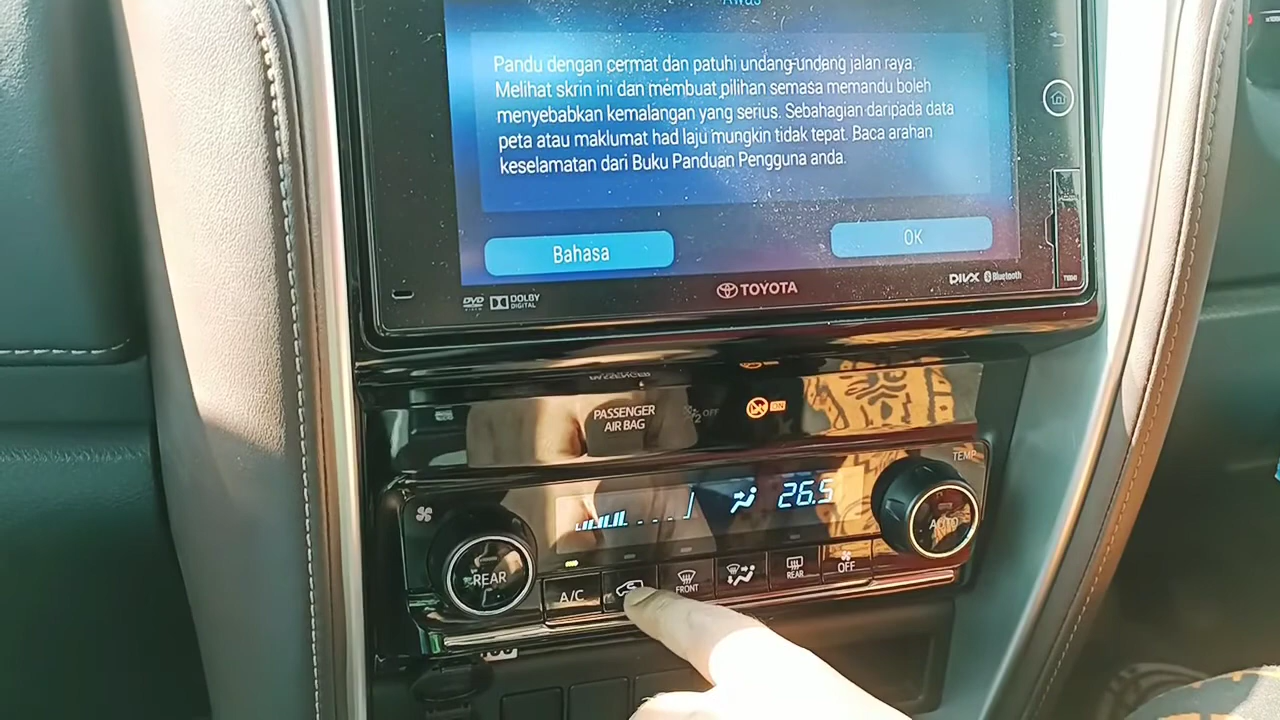 Awas
Pandu dengan cermat dan patuhi undang-undang jalan raya.
Melihat skrin ini dan membuat pilihan semasa memandu boleh
menyebabkan kemalangan yang serius. Sebahagian daripada data
peta atau maklumat had laju mungkin tidak tepat. Baca arahan
keselamatan dari Buku Panduan Pengguna anda.
Bahasa
OK
DVD
DOLBY
DIGITAL
TOYOTA
DIVX
Bluetooth
PASSENGER
AIR BAG
OFF
ON
TEMP
26.5
REAR
AUTO
A/C
FRONT
REAR
OFF